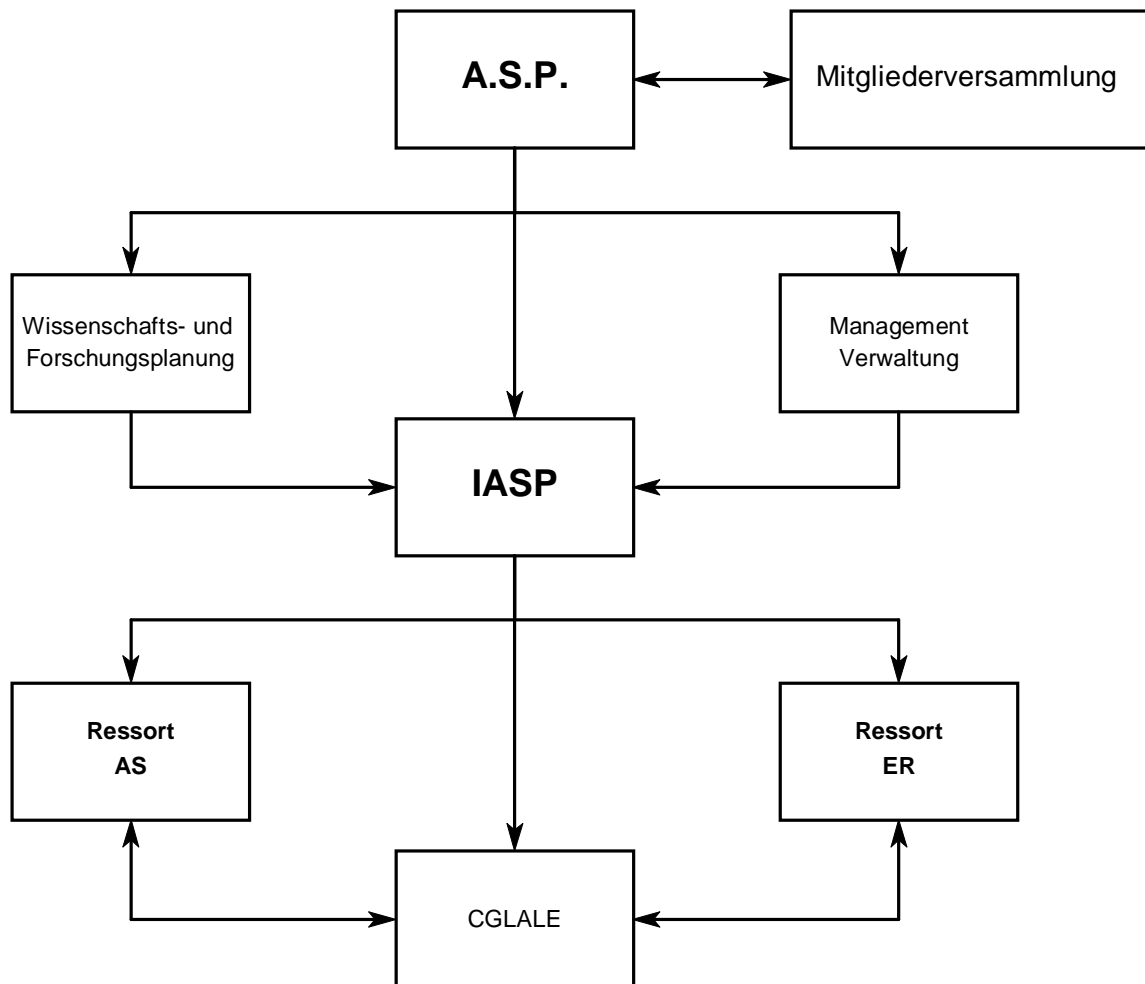 A.S.P.
Mitgliederversammlung
Wissenschafts- und
Forschungsplanung
Management
Verwaltung
IASP
Ressort
AS
Ressort
ER
CGLALE